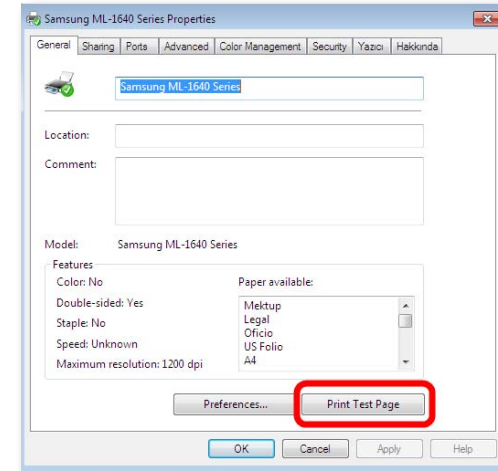 Samsung ML-1640 Series Properties
General Sharing Ports Advanced Color Management Security Yazıcı Hakkında
Samsung ML-1640 Series
Location:
Comment:
Model: Samsung ML-1640 Series
Features
Color: No Paper available:
Double-sided: Yes Mektup
Staple: No Legal
Oficio
Speed: Unknown US Folio
Maximum resolution: 1200 dpi A4
Preferences... Print Test Page
OK Cancel Apply Help